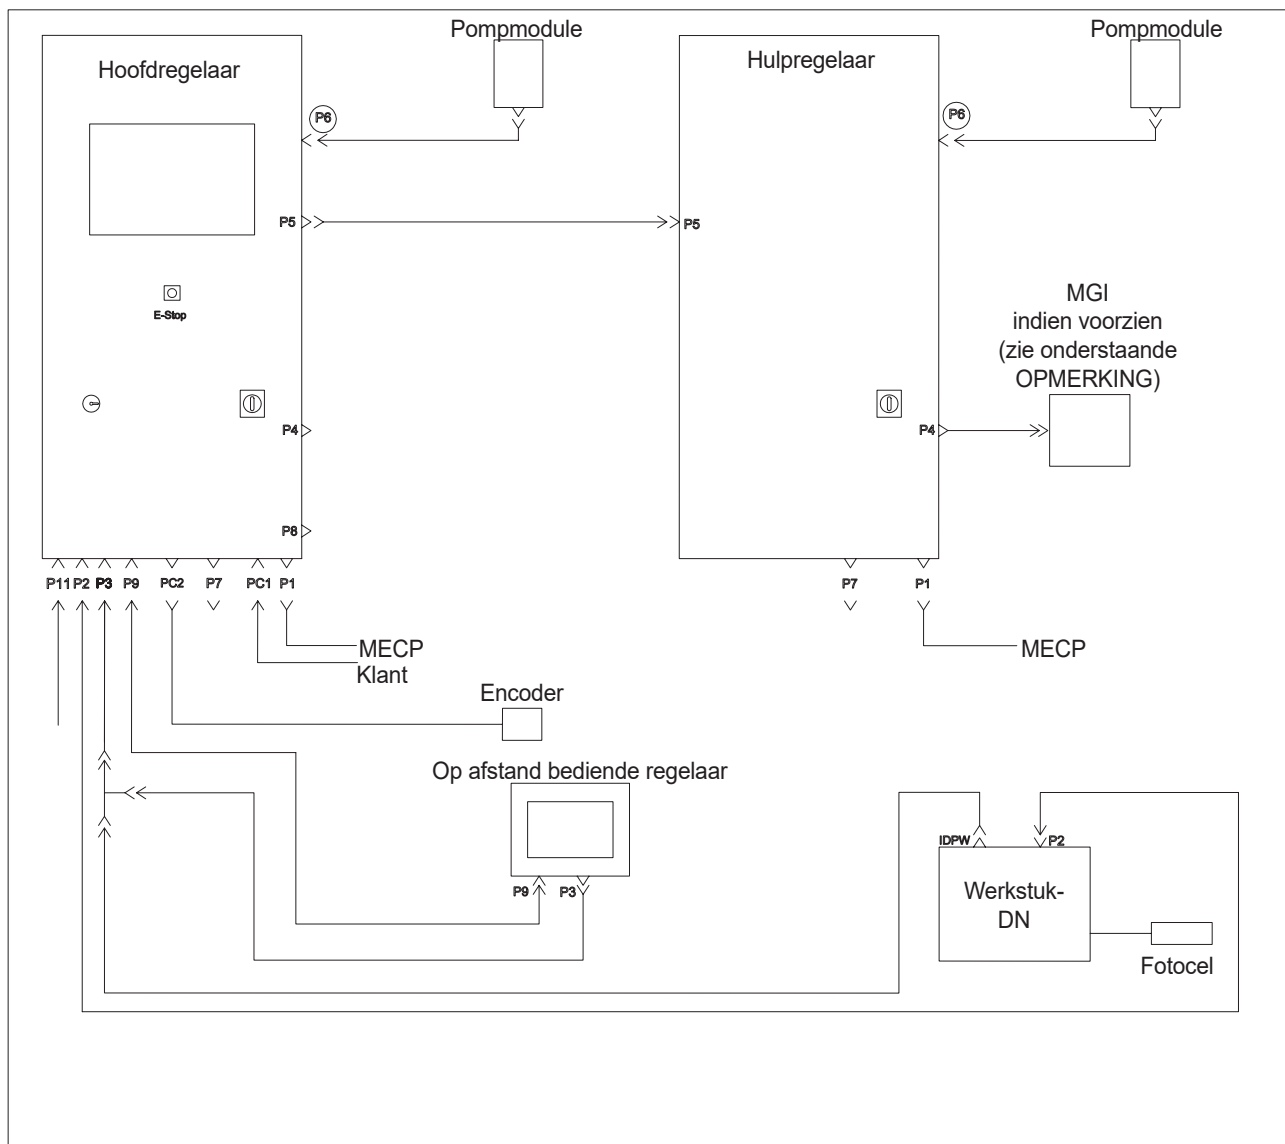 Pompmodule
Pompmodule
Hoofdregelaar
Hulpregelaar
P6
P6
P5
P5
MGI
indien voorzien
(zie onderstaande
OPMERKING)
E-Stop
P4
P4
P8
P11
P2
P3
P9
PC2
P7
PC1
P1
P7
P1
MECP
Klant
MECP
Encoder
Op afstand bediende regelaar
IDPW
P2
P9
P3
Werkstuk-
DN
Fotocel